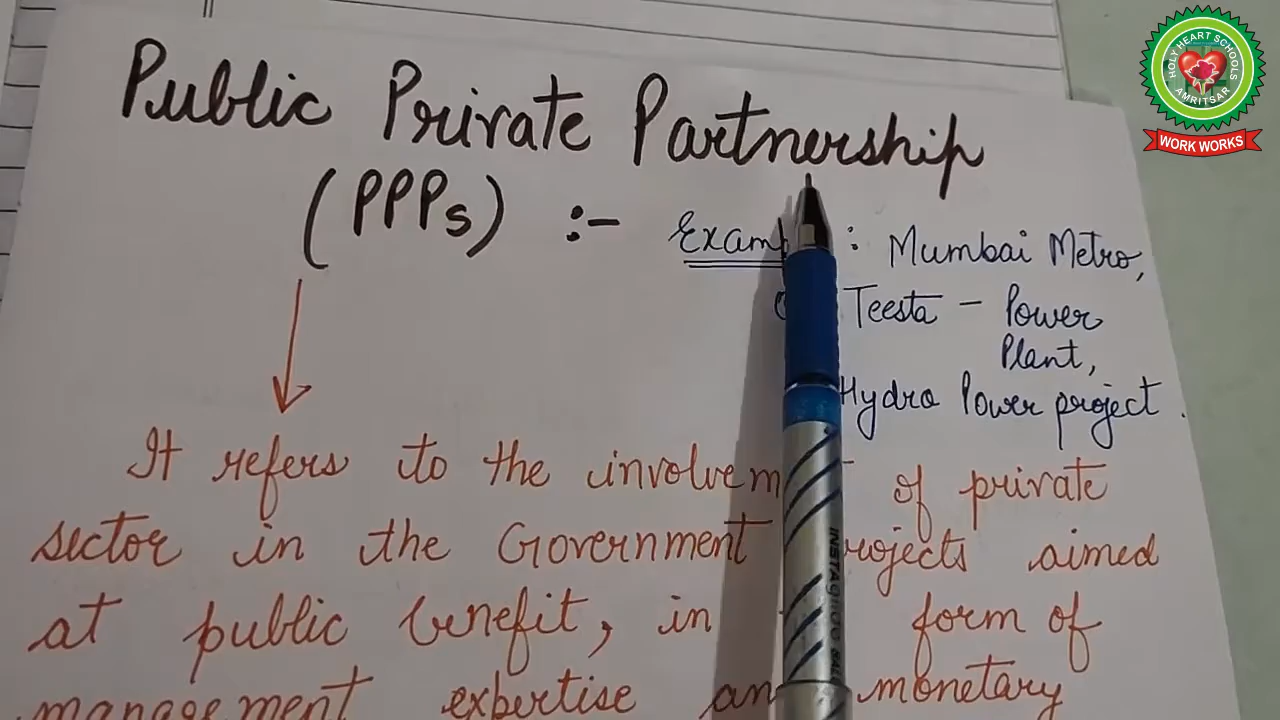 Public Private Partnership
(PPPs) :-
Exam : Mumbai Metro,
Teesta - Power
Plant,
Hydro Power project.
It refers to the involvem of private
sector in the Government rojects aimed
at public benefit, in form of
management expertise an monetary
HOLY HEART SCHOOLS
AMRITSAR
WORK WORKS